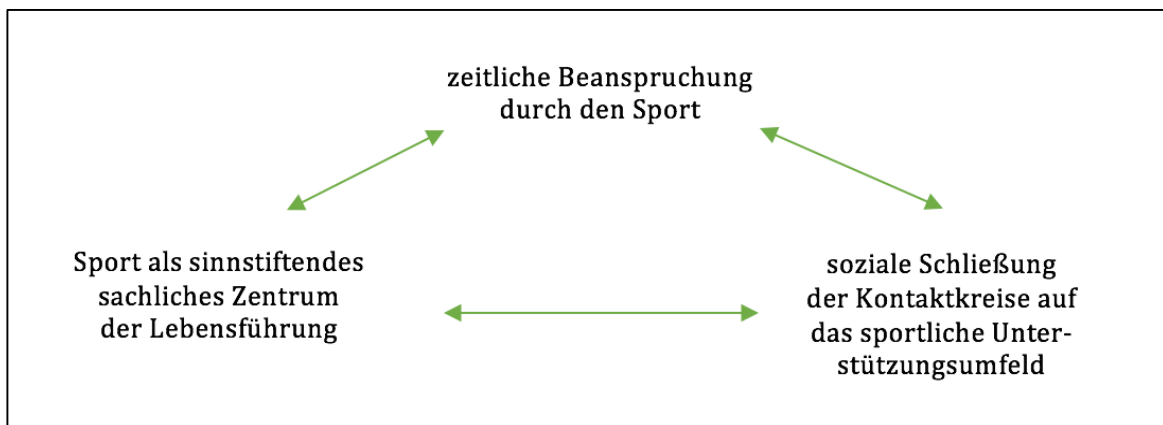 zeitliche Beanspruchung
durch den Sport
Sport als sinnstiftendes
sachliches Zentrum
der Lebensführung
soziale Schließung
der Kontaktkreise auf
das sportliche Unter-
stützungsumfeld